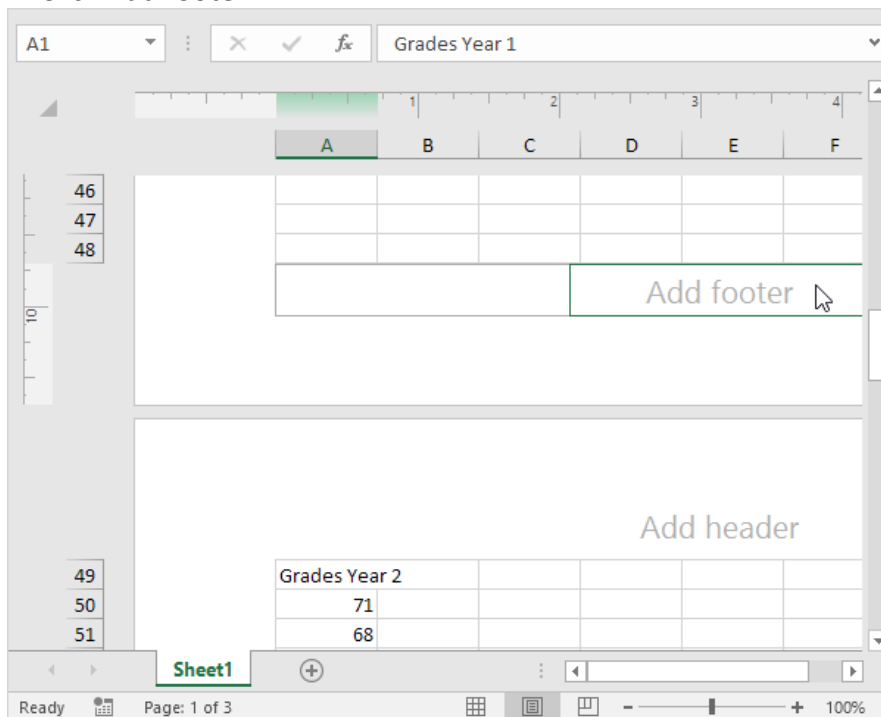 A1 fx Grades Year 1
1 2 3 4
A B C D E F
46
47
48
Add footer
10
Add header
49 Grades Year 2
50 71
51 68
Sheet1
Ready Page: 1 of 3 100%